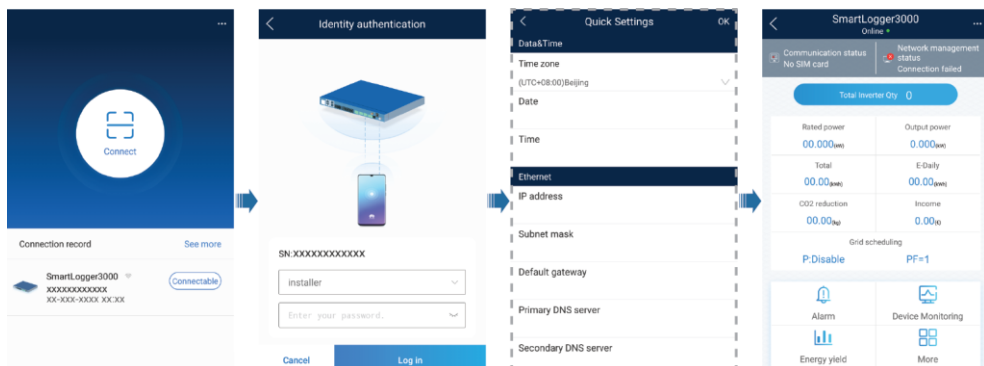 ...
Connect
Connection record
See more
SmartLogger3000
XXXXXXXXXXXX
XX-XXX-XXXX XX:XX
Connectable
Identity authentication
SN:XXXXXXXXXXXX
installer
Enter your password.
Cancel
Log in
Quick Settings
OK
Data&Time
Time zone
(UTC+08:00)Beijing
Date
Time
Ethernet
IP address
Subnet mask
Default gateway
Primary DNS server
Secondary DNS server
SmartLogger3000
...
Online
Communication status
No SIM card
Network management
status
Connection failed
Total Inverter Qty 0
Rated power
Output power
00.000(kW)
0.000(kW)
Total
E-Daily
00.00(kWh)
00.00(kWh)
CO2 reduction
Income
00.00(kg)
0.00(€)
Grid scheduling
P:Disable
PF=1
Alarm
Device Monitoring
Energy yield
More